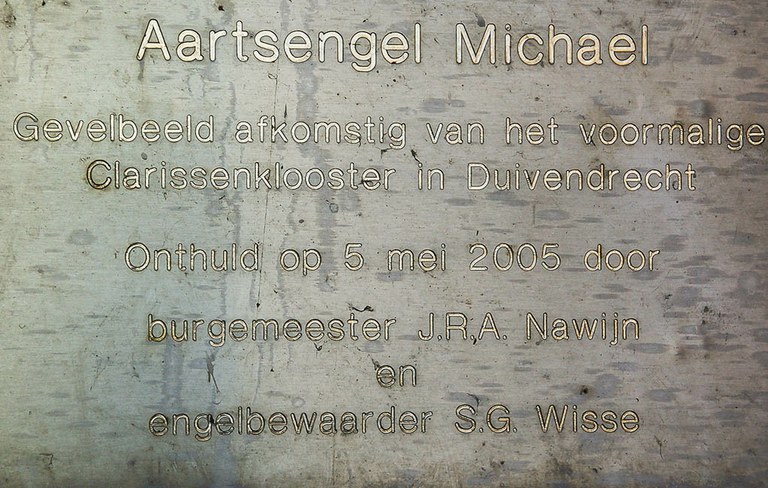 Aartsengel Michael
Gevelbeeld afkomstig van het voormalige
Clarissenklooster in Duivendrecht
Onthuld op 5 mei 2005 door
burgemeester J.R.A. Nawijn
en
engelbewaarder S.G. Wisse